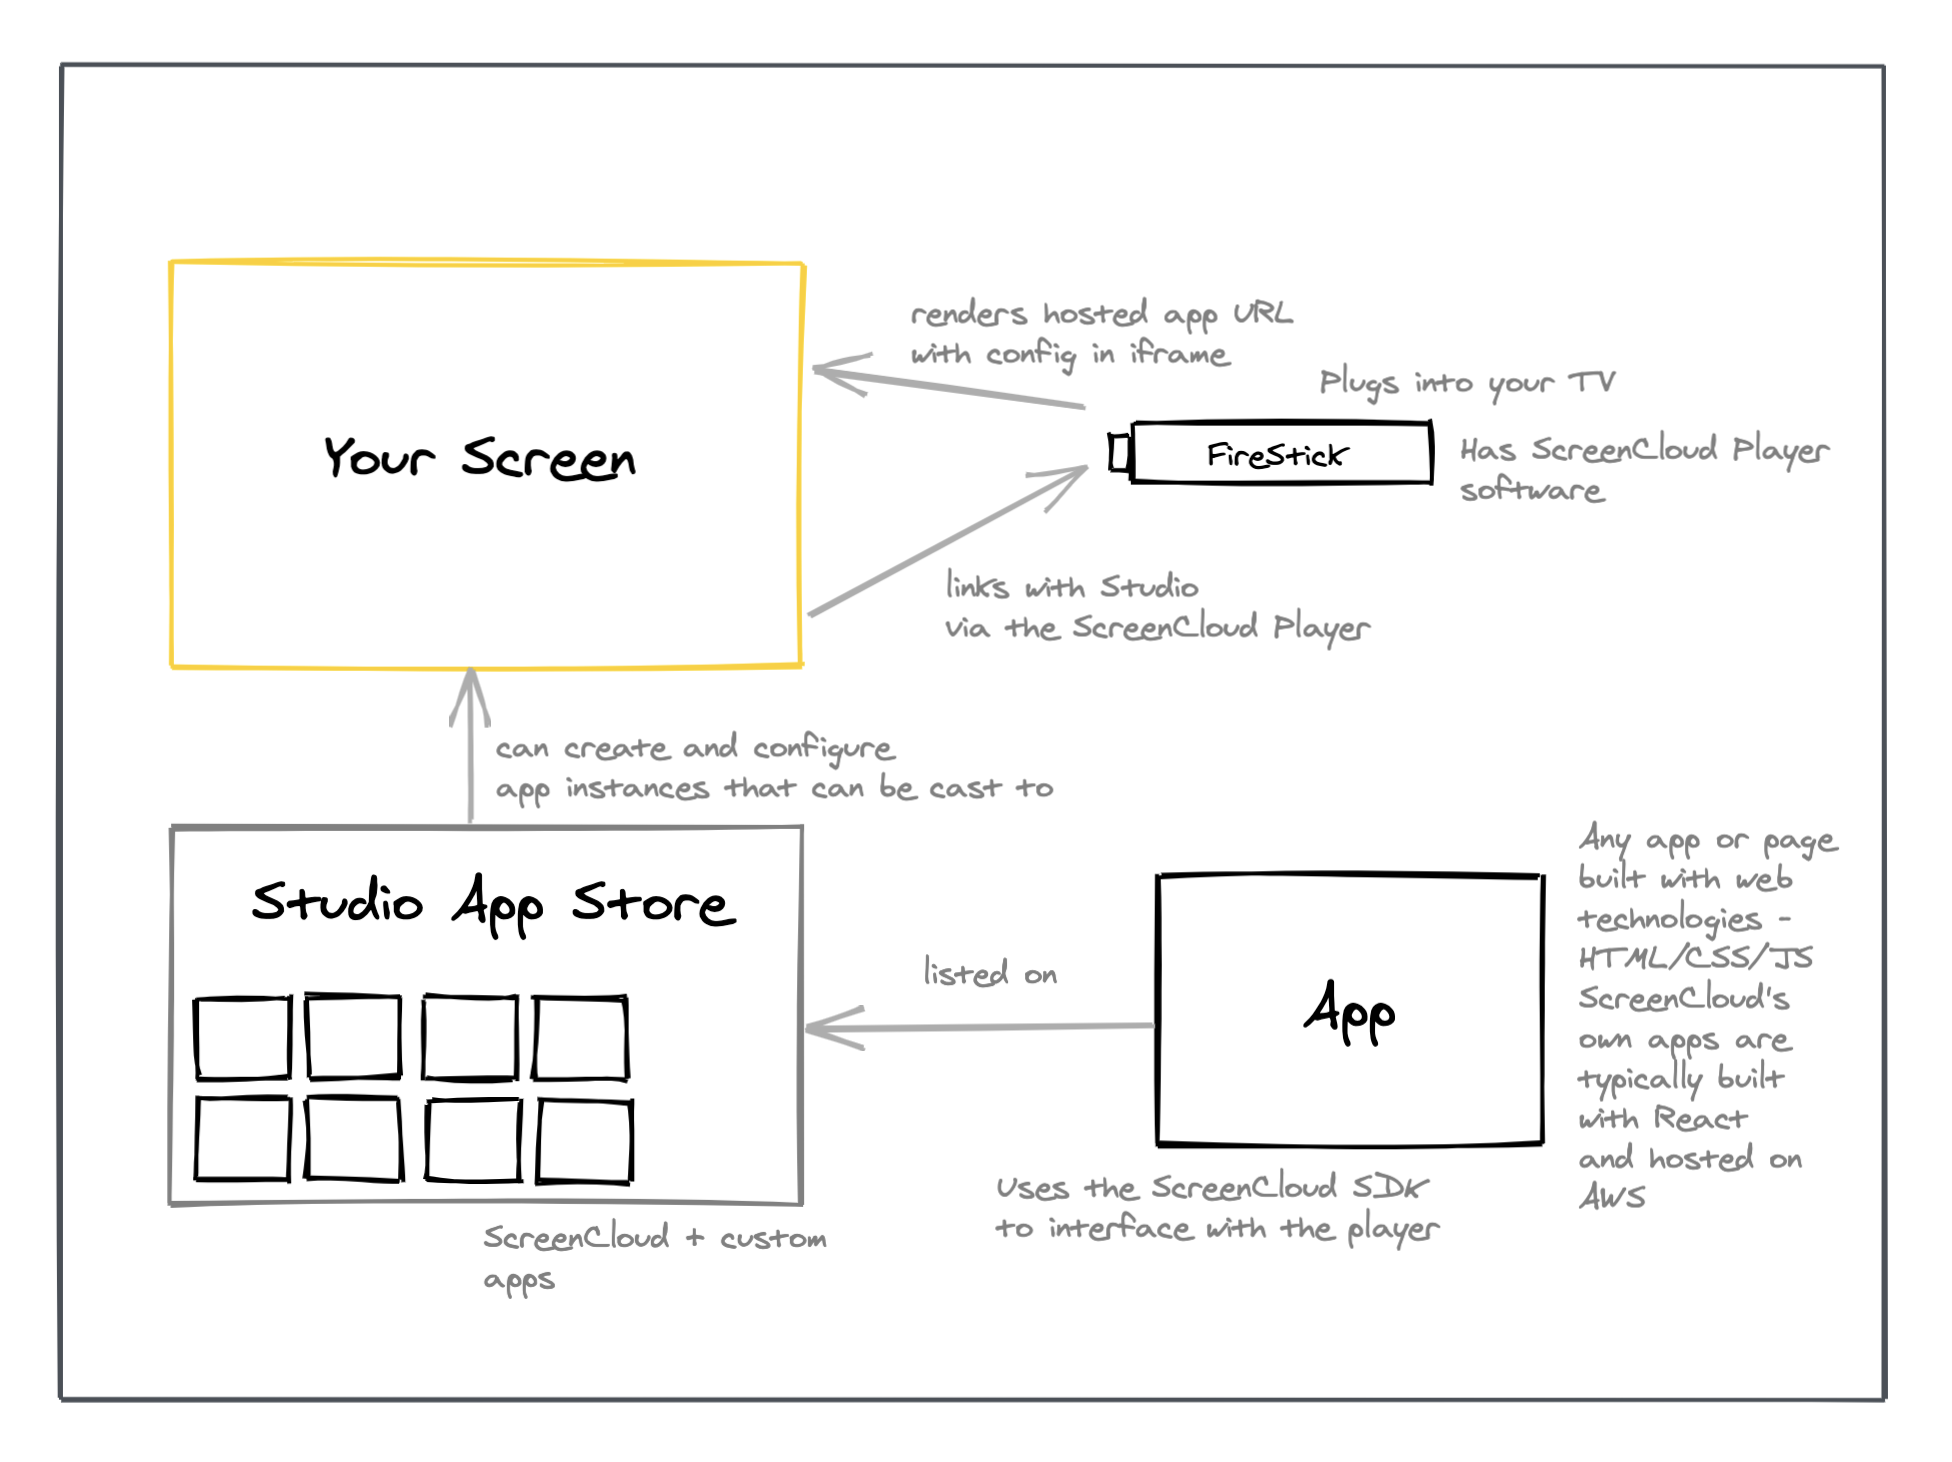 renders hosted app URL
with config in iframe
Plugs into your TV
Your Screen
FireStick
Has ScreenCloud Player
software
links with Studio
via the ScreenCloud Player
can create and configure
app instances that can be cast to
Studio App Store
listed on
App
Any app or page
built with web
technologies -
HTML/CSS/JS
ScreenCloud's
own apps are
typically built
with React
and hosted on
AWS
Uses the ScreenCloud SDK
to interface with the player
ScreenCloud + custom
apps